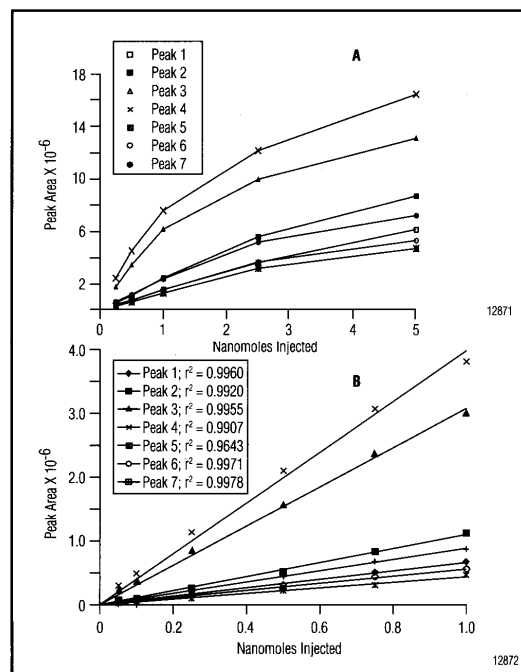 A
Peak 1
Peak 2
Peak 3
Peak 4
Peak 5
Peak 6
Peak 7
Peak Area X 10-6
18
14
10
6
2
0
1
2
3
4
5
Nanomoles Injected
12871
B
Peak 1; r² = 0.9960
Peak 2; r² = 0.9920
Peak 3; r² = 0.9955
Peak 4; r² = 0.9907
Peak 5; r² = 0.9643
Peak 6; r² = 0.9971
Peak 7; r² = 0.9978
Peak Area X 10-6
4.0
3.0
2.0
1.0
0
0
0.2
0.4
0.6
0.8
1.0
Nanomoles Injected
12872